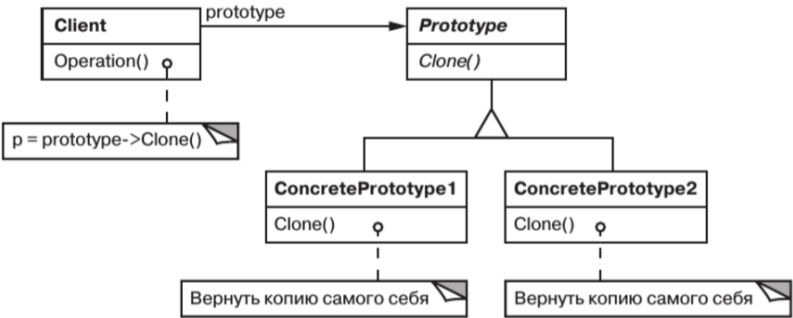 Client
prototype
Prototype
Operation()
Clone()
p = prototype->Clone()
ConcretePrototype1
ConcretePrototype2
Clone()
Clone()
Вернуть копию самого себя
Вернуть копию самого себя